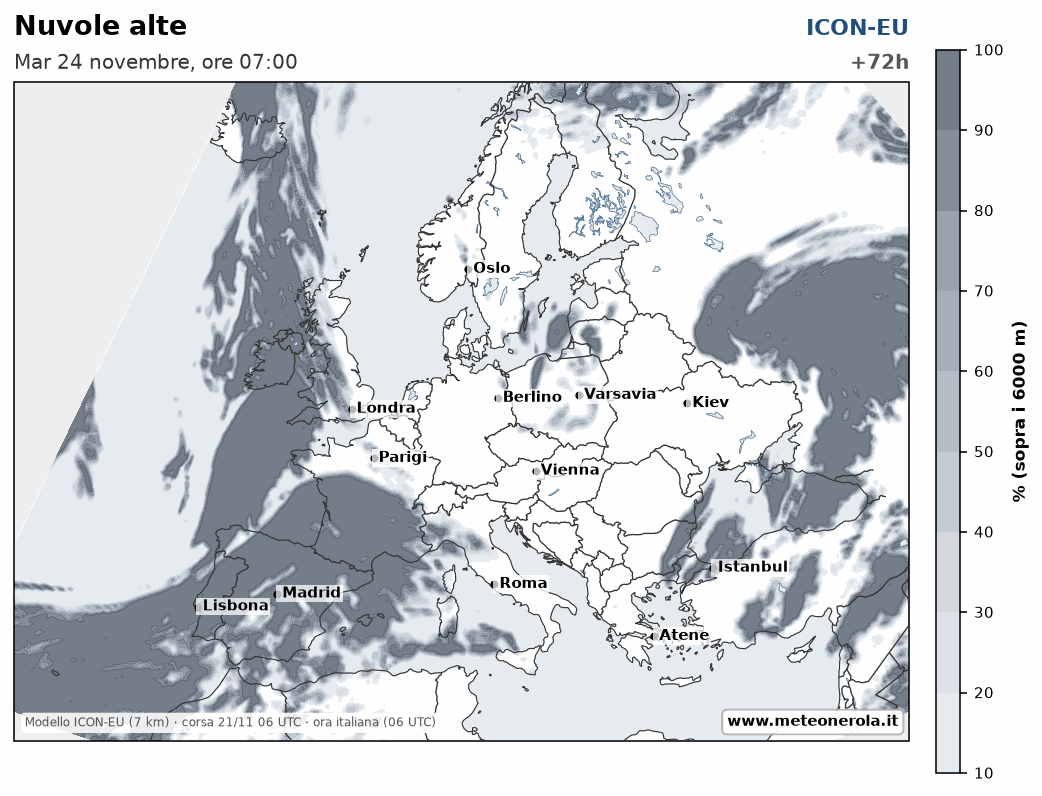 Nuvole alte
ICON-EU
Mar 24 novembre, ore 07:00
+72h
100
90
80
70
60
50
40
30
20
10
% (sopra i 6000 m)
Oslo
Londra
Berlino
Varsavia
Kiev
Parigi
Vienna
Istanbul
Roma
Madrid
Lisbona
Atene
Modello ICON-EU (7 km) · corsa 21/11 06 UTC · ora italiana (06 UTC)
www.meteonerola.it